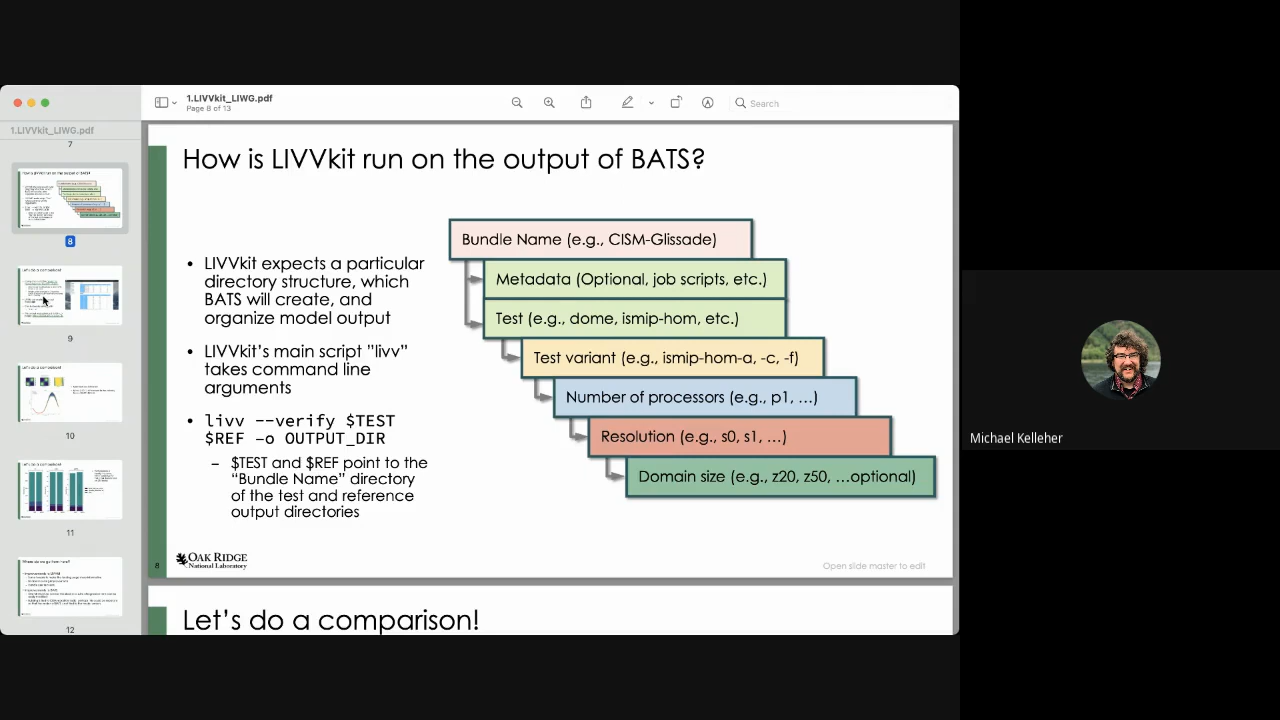 1.LIVVkit_LIWG.pdf
Page 8 of 13
Search
1.LIVVkit_LIWG.pdf
7
8
9
10
11
12
How is LIVVkit run on the output of BATS?
• LIVVkit expects a particular
directory structure, which
BATS will create, and
organize model output
• LIVVkit's main script ”livv”
takes command line
arguments
• livv --verify $TEST
$REF –o OUTPUT_DIR
– $TEST and $REF point to the
“Bundle Name” directory
of the test and reference
output directories
Bundle Name (e.g., CISM-Glissade)
Metadata (Optional, job scripts, etc.)
Test (e.g., dome, ismip-hom, etc.)
Test variant (e.g., ismip-hom-a, -c, -f)
Number of processors (e.g., p1, …)
Resolution (e.g., s0, s1, …)
Domain size (e.g., z20, z50, …optional)
8
OAK RIDGE
National Laboratory
Open slide master to edit
Let’s do a comparison!
Michael Kelleher